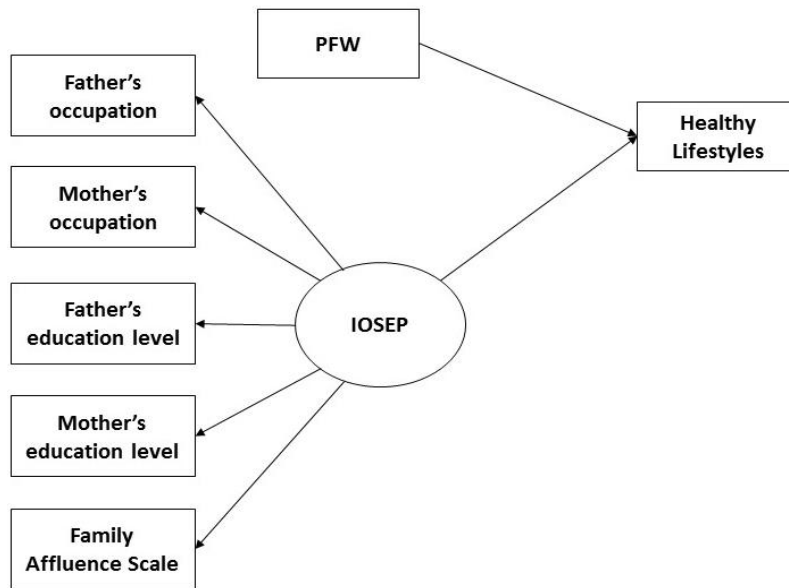 PFW
Father's
occupation
Healthy
Lifestyles
Mother's
occupation
Father's
education level
IOSEP
Mother's
education level
Family
Affluence Scale